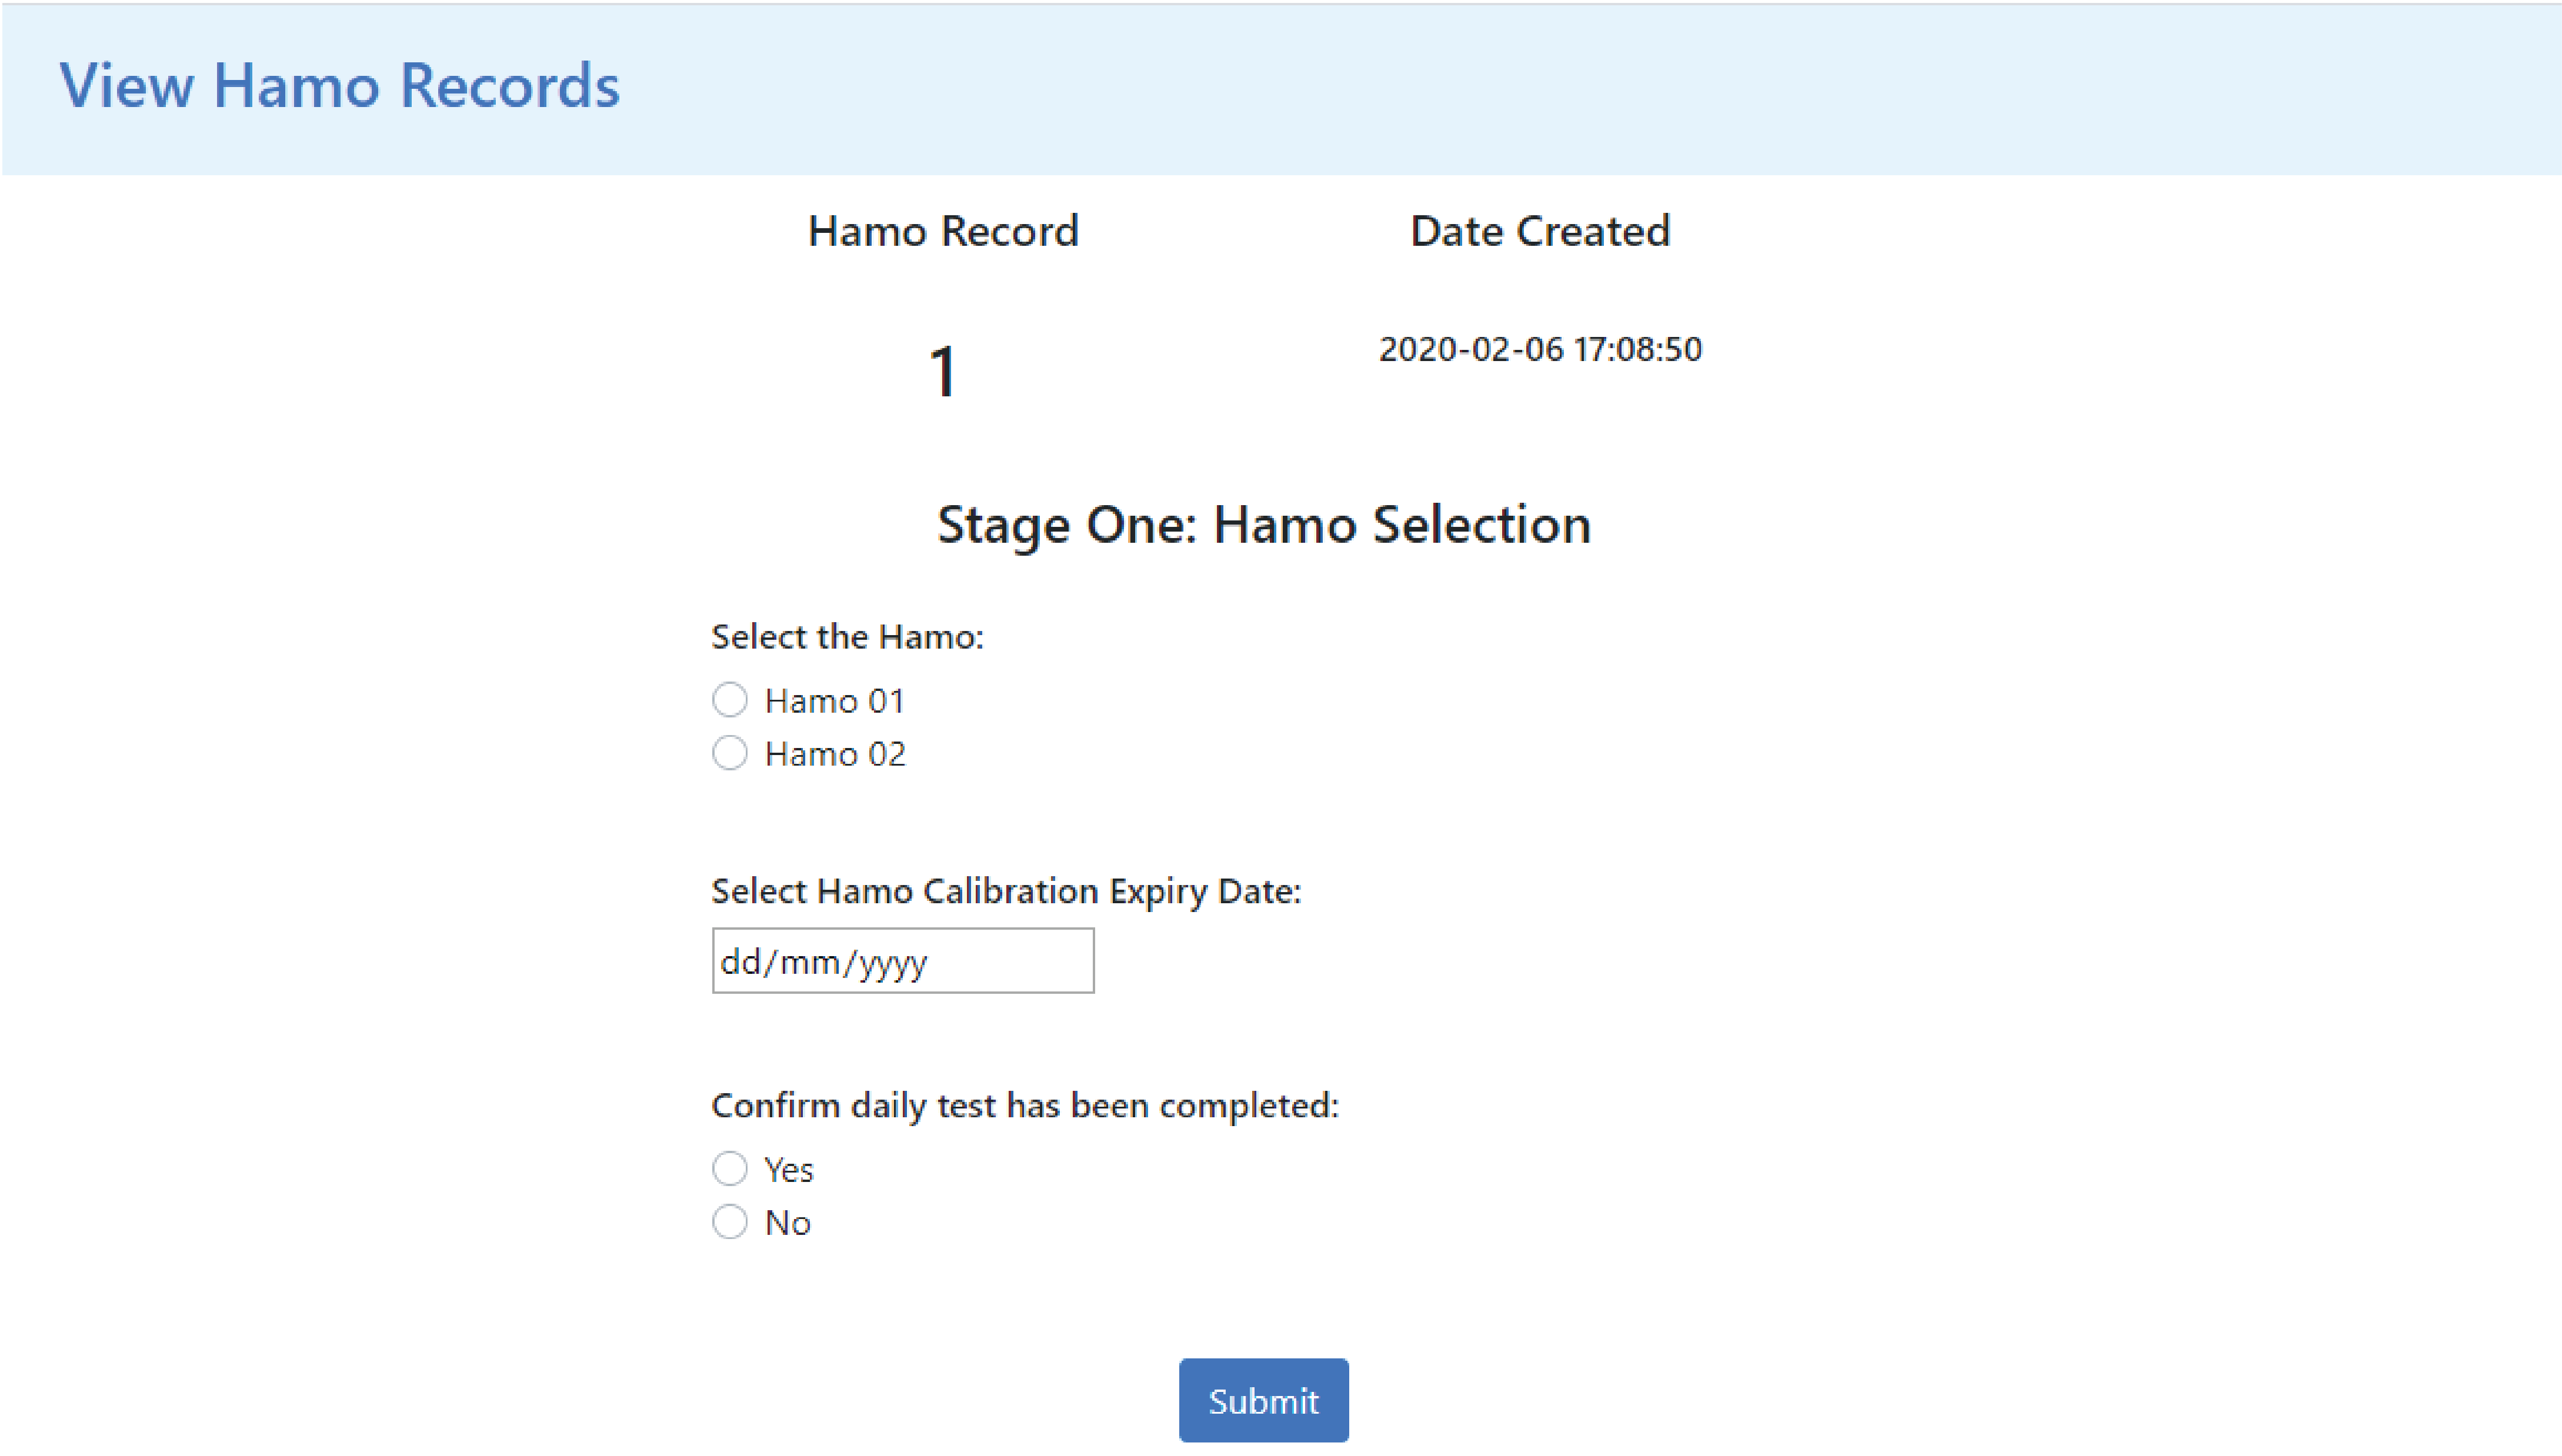 View Hamo Records
Hamo Record
Date Created
1
2020-02-06 17:08:50
Stage One: Hamo Selection
Select the Hamo:
Hamo 01
Hamo 02
Select Hamo Calibration Expiry Date:
dd/mm/yyyy
Confirm daily test has been completed:
Yes
No
Submit